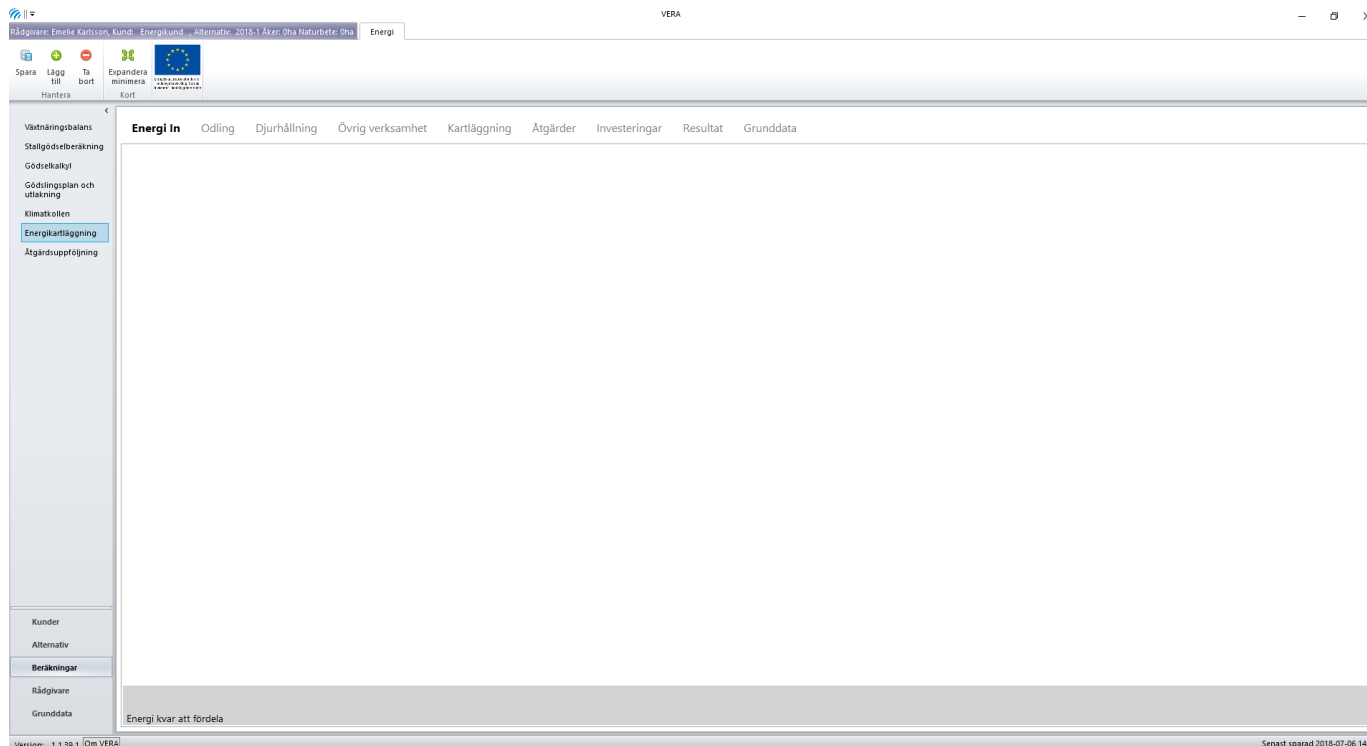 VERA
Rådgivare: Emelie Karlsson, Kund: Energikund , Alternativ: 2018-1 Åker: 0ha Naturbete: 0ha
Energi
Spara
Lägg till
Ta bort
Expandera minimera
Hantera
Kort
Växtnäringsbalans
Stallgödselberäkning
Gödselkalkyl
Gödslingsplan och
utlakning
Klimatkollen
Energikartläggning
Åtgärdsuppföljning
Energi In Odling Djurhållning Övrig verksamhet Kartläggning Åtgärder Investeringar Resultat Grunddata
Kunder
Alternativ
Beräkningar
Rådgivare
Grunddata
Energi kvar att fördela
Version: 1.1.39.1 Om VERA
Senast sparad 2018-07-06 14